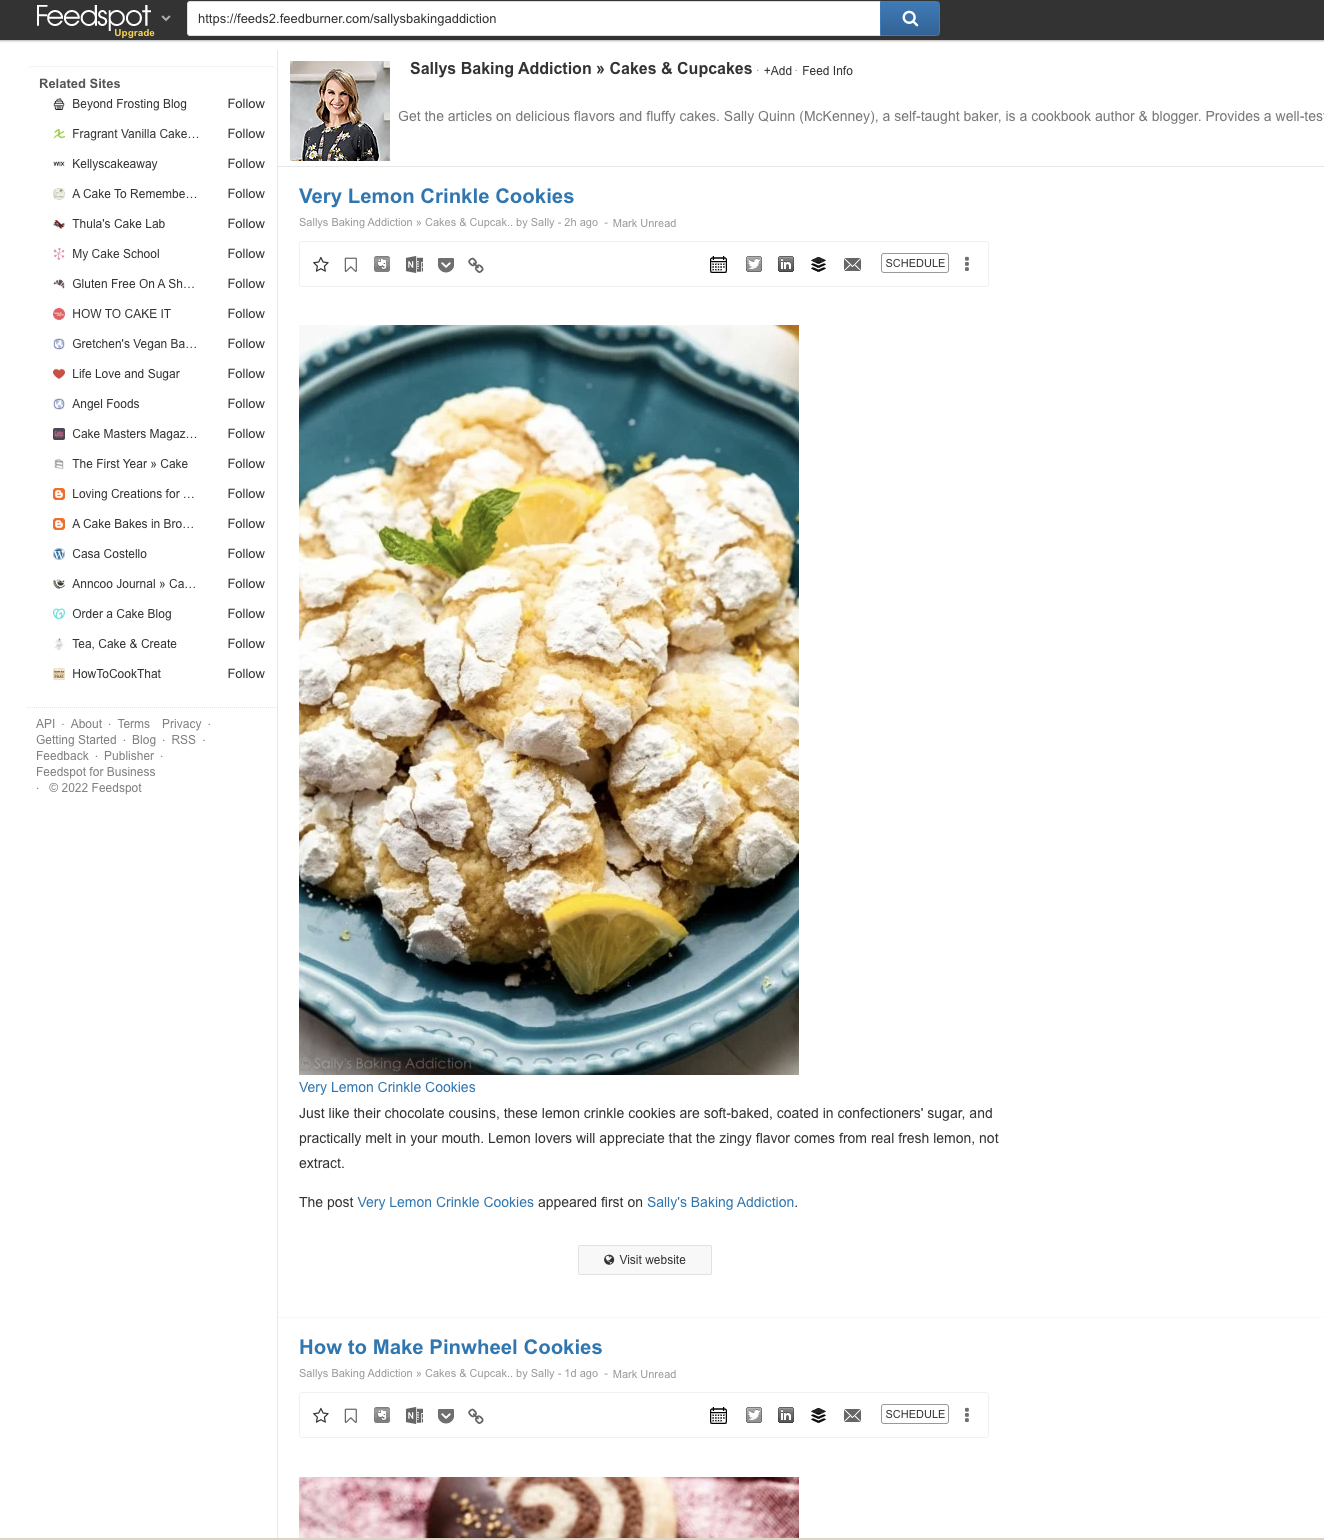 Feedspot
Upgrade
https://feeds2.feedburner.com/sallysbakingaddiction
Related Sites
Beyond Frosting Blog Follow
Fragrant Vanilla Cake... Follow
Kellyscakeaway Follow
A Cake To Remembe... Follow
Thula's Cake Lab Follow
My Cake School Follow
Gluten Free On A Sh... Follow
HOW TO CAKE IT Follow
Gretchen's Vegan Ba... Follow
Life Love and Sugar Follow
Angel Foods Follow
Cake Masters Magaz... Follow
The First Year » Cake Follow
Loving Creations for ... Follow
A Cake Bakes in Bro... Follow
Casa Costello Follow
Anncoo Journal » Ca... Follow
Order a Cake Blog Follow
Tea, Cake & Create Follow
HowToCookThat Follow
API · About · Terms Privacy ·
Getting Started · Blog · RSS ·
Feedback · Publisher ·
Feedspot for Business
· © 2022 Feedspot
Sallys Baking Addiction » Cakes & Cupcakes · +Add · Feed Info
Get the articles on delicious flavors and fluffy cakes. Sally Quinn (McKenney), a self-taught baker, is a cookbook author & blogger. Provides a well-tes
Very Lemon Crinkle Cookies
Sallys Baking Addiction » Cakes & Cupcak.. by Sally - 2h ago - Mark Unread
SCHEDULE
© Sally's Baking Addiction
Very Lemon Crinkle Cookies
Just like their chocolate cousins, these lemon crinkle cookies are soft-baked, coated in confectioners' sugar, and
practically melt in your mouth. Lemon lovers will appreciate that the zingy flavor comes from real fresh lemon, not
extract.
The post Very Lemon Crinkle Cookies appeared first on Sally's Baking Addiction.
Visit website
How to Make Pinwheel Cookies
Sallys Baking Addiction » Cakes & Cupcak.. by Sally - 1d ago - Mark Unread
SCHEDULE